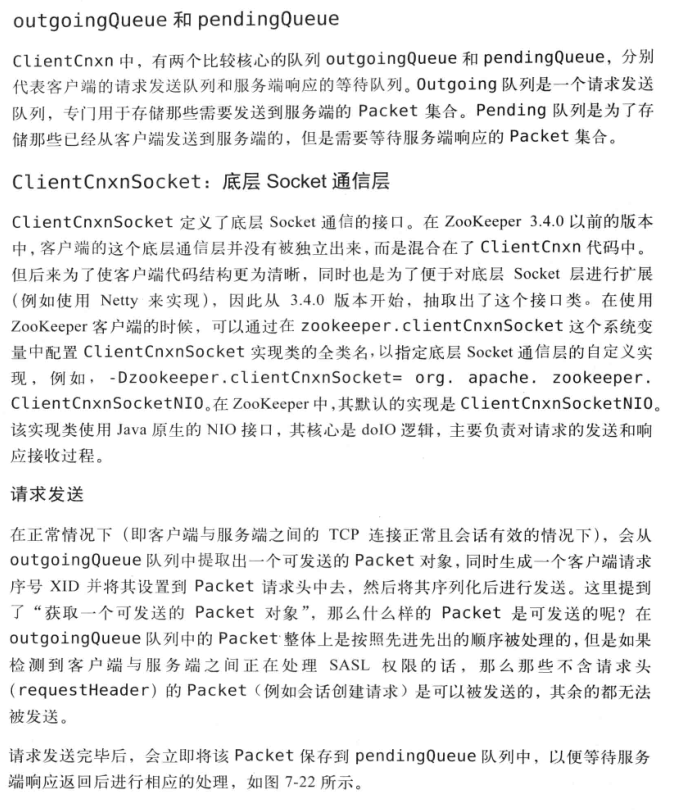 outgoingQueue 和 pendingQueue
ClientCnxn 中，有两个比较核心的队列 outgoingQueue 和 pendingQueue，分别
代表客户端的请求发送队列和服务端响应的等待队列。Outgoing 队列是一个请求发送
队列，专门用于存储那些需要发送到服务端的 Packet 集合。Pending 队列是为了存
储那些已经从客户端发送到服务端的，但是需要等待服务端响应的 Packet 集合。
ClientCnxnSocket：底层 Socket 通信层
ClientCnxnSocket 定义了底层 Socket 通信的接口。在 ZooKeeper 3.4.0 以前的版本
中，客户端的这个底层通信层并没有被独立出来，而是混合在了 ClientCnxn 代码中。
但后来为了使客户端代码结构更为清晰，同时也是为了便于对底层 Socket 层进行扩展
（例如使用 Netty 来实现），因此从 3.4.0 版本开始，抽取出了这个接口类。在使用
ZooKeeper 客户端的时候，可以通过在 zookeeper.clientCnxnSocket 这个系统变
量中配置 ClientCnxnSocket 实现类的全类名，以指定底层 Socket 通信层的自定义实
现，例如，-Dzookeeper.clientCnxnSocket= org. apache. zookeeper.
ClientCnxnSocketNIO。在 ZooKeeper 中，其默认的实现是 ClientCnxnSocketNIO。
该实现类使用 Java 原生的 NIO 接口，其核心是 doIO 逻辑，主要负责对请求的发送和响
应接收过程。
请求发送
在正常情况下（即客户端与服务端之间的 TCP 连接正常且会话有效的情况下），会从
outgoingQueue 队列中提取出一个可发送的 Packet 对象，同时生成一个客户端请求
序号 XID 并将其设置到 Packet 请求头中去，然后将其序列化后进行发送。这里提到
了“获取一个可发送的 Packet 对象”，那么什么样的 Packet 是可发送的呢？在
outgoingQueue 队列中的 Packet 整体上是按照先进先出的顺序被处理的，但是如果
检测到客户端与服务端之间正在处理 SASL 权限的话，那么那些不含请求头
（requestHeader）的 Packet（例如会话创建请求）是可以被发送的，其余的都无法
被发送。
请求发送完毕后，会立即将该 Packet 保存到 pendingQueue 队列中，以便等待服务
端响应返回后进行相应的处理，如图 7-22 所示。